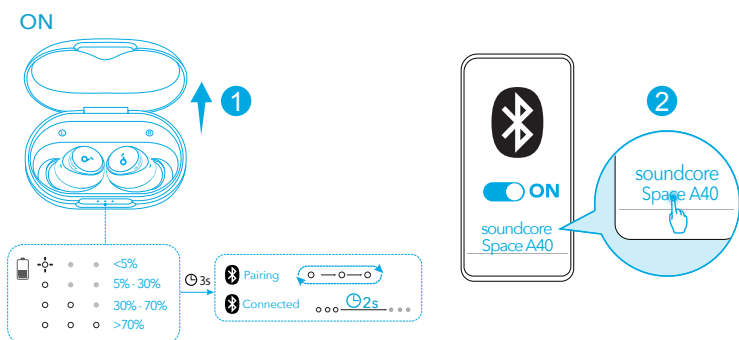 ON
1
L
R
<5%
5% - 30%
30% - 70%
>70%
3s
Pairing
Connected
2s
ON
soundcore
Space A40
2
soundcore
Space A40